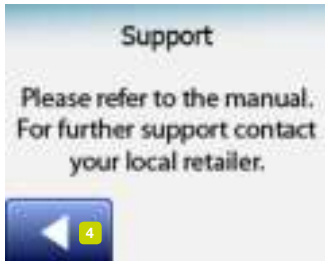 Support
Please refer to the manual.
For further support contact
your local retailer.
4